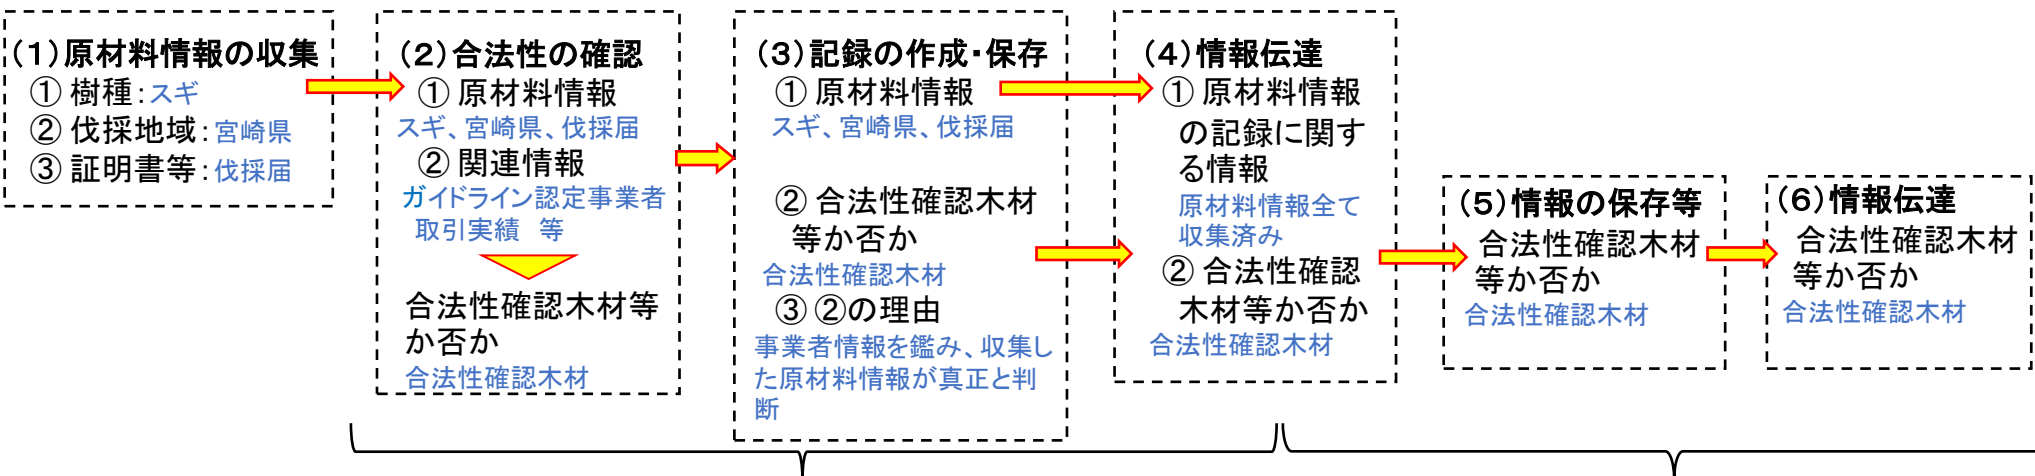 (1)原材料情報の収集
① 樹種:スギ
② 伐採地域:宮崎県
③ 証明書等:伐採届
(2)合法性の確認
① 原材料情報
スギ、宮崎県、伐採届
② 関連情報
ガイドライン認定事業者
取引実績 等
合法性確認木材等
か否か
合法性確認木材
(3)記録の作成・保存
① 原材料情報
スギ、宮崎県、伐採届
② 合法性確認木材
等か否か
合法性確認木材
③ ②の理由
事業者情報を鑑み、収集し
た原材料情報が真正と判
断
(4)情報伝達
① 原材料情報
の記録に関す
る情報
原材料情報全て
収集済み
② 合法性確認
木材等か否か
合法性確認木材
(5)情報の保存等
合法性確認木材
等か否か
合法性確認木材
(6)情報伝達
合法性確認木材
等か否か
合法性確認木材